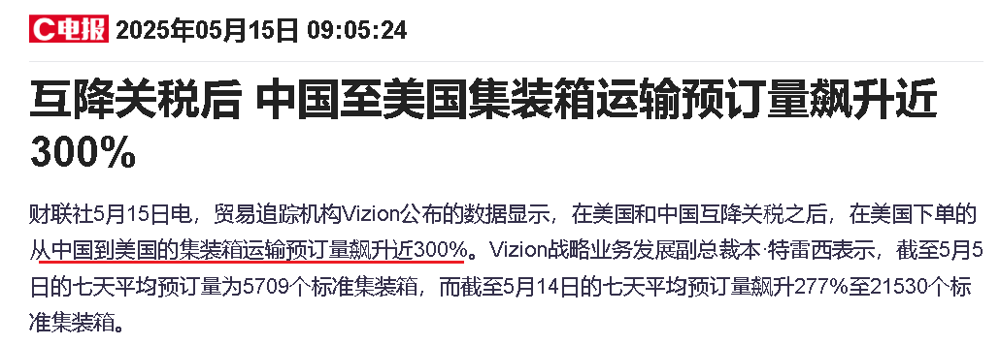 C电报 2025年05月15日 09:05:24
互降关税后 中国至美国集装箱运输预订量飙升近
300%
财联社5月15日电，贸易追踪机构Vizion公布的数据显示，在美国和中国互降关税之后，在美国下单的
从中国到美国的集装箱运输预订量飙升近300%。Vizion战略业务发展副总裁本·特雷西表示，截至5月5
日的七天平均预订量为5709个标准集装箱，而截至5月14日的七天平均预订量飙升277%至21530个标
准集装箱。